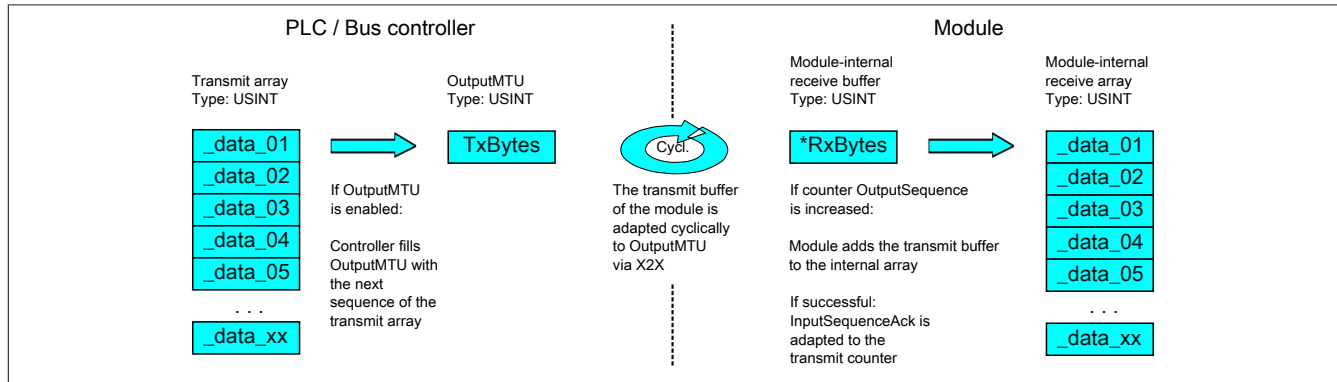 PLC / Bus controller
Module
Transmit array
Type: USINT
OutputMTU
Type: USINT
Module-internal
receive buffer
Type: USINT
Module-internal
receive array
Type: USINT
_data_01
_data_02
_data_03
_data_04
_data_05
. . .
_data_xx
If OutputMTU
is enabled:
Controller fills
OutputMTU with
the next
sequence of the
transmit array
TxBytes
Cycl.
The transmit buffer
of the module is
adapted cyclically
to OutputMTU
via X2X
*RxBytes
If counter OutputSequence
is increased:
Module adds the transmit buffer
to the internal array
If successful:
InputSequenceAck is
adapted to the
transmit counter
_data_01
_data_02
_data_03
_data_04
_data_05
. . .
_data_xx